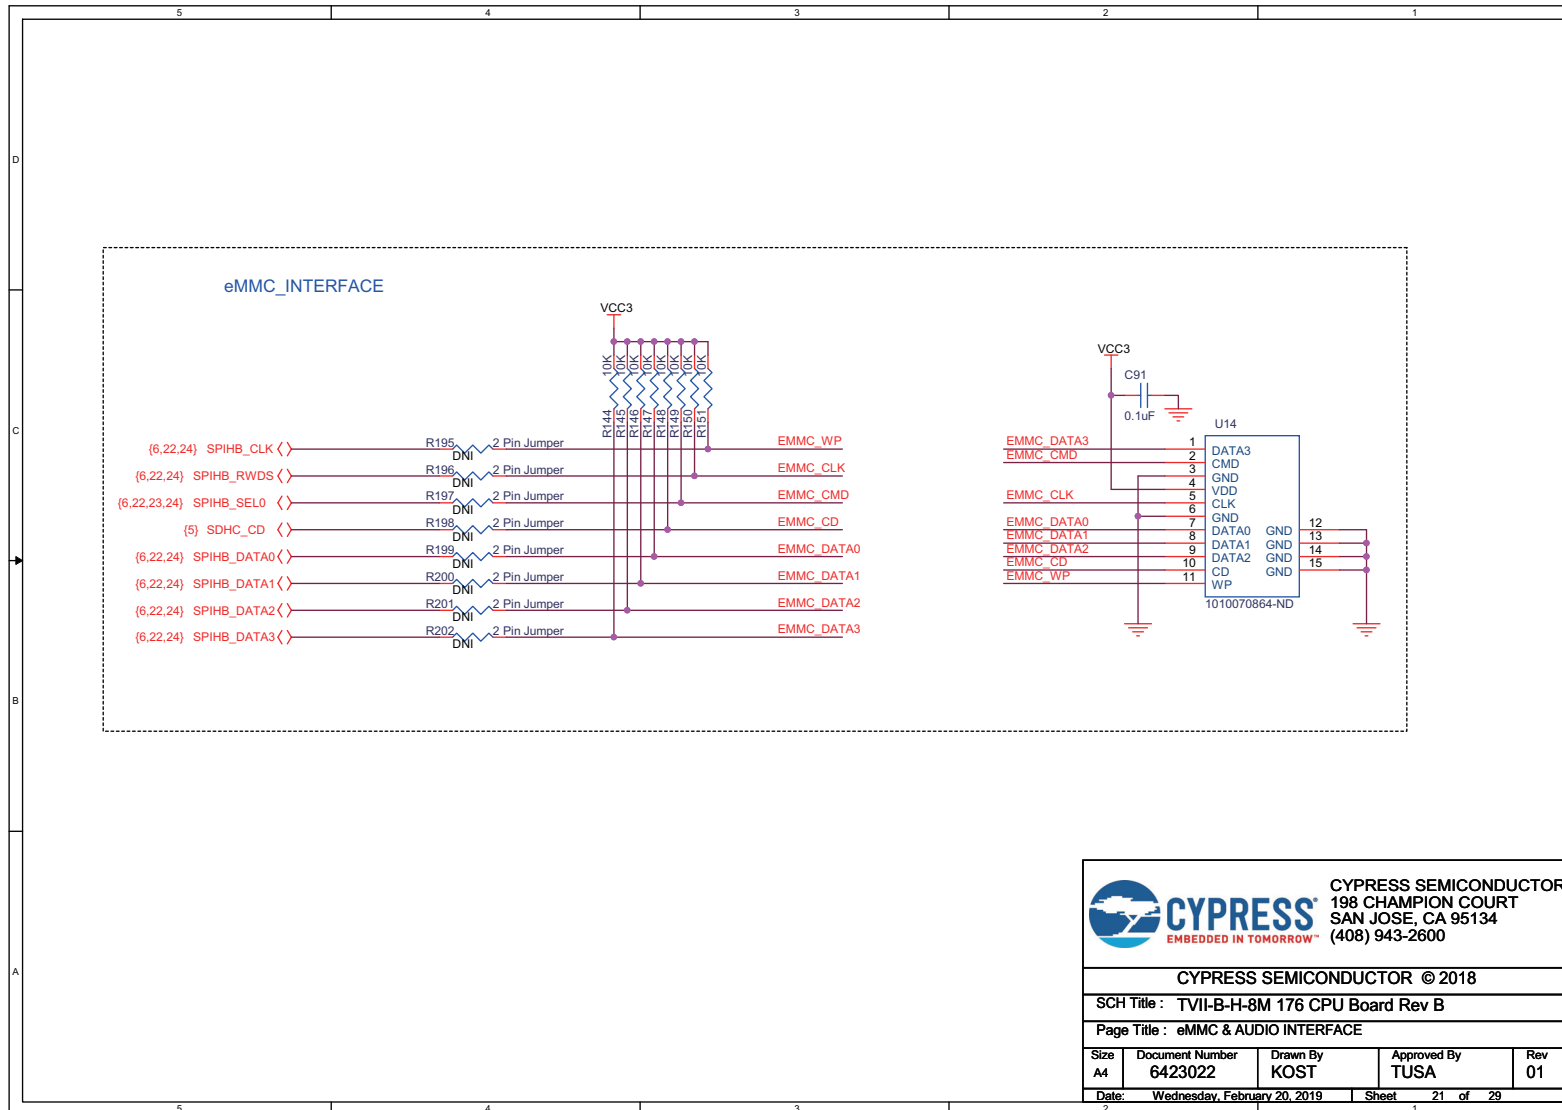 5 4 3 2 1
D
C
B
A
eMMC_INTERFACE
VCC3
10K 10K 10K 10K 10K 10K 10K 10K
R144 R145 R146 R147 R148 R149 R150 R151
{6,22,24} SPIHB_CLK R195 DNI 2 Pin Jumper EMMC_WP
{6,22,24} SPIHB_RWDS R196 DNI 2 Pin Jumper EMMC_CLK
{6,22,23,24} SPIHB_SEL0 R197 DNI 2 Pin Jumper EMMC_CMD
{5} SDHC_CD R198 DNI 2 Pin Jumper EMMC_CD
{6,22,24} SPIHB_DATA0 R199 DNI 2 Pin Jumper EMMC_DATA0
{6,22,24} SPIHB_DATA1 R200 DNI 2 Pin Jumper EMMC_DATA1
{6,22,24} SPIHB_DATA2 R201 DNI 2 Pin Jumper EMMC_DATA2
{6,22,24} SPIHB_DATA3 R202 DNI 2 Pin Jumper EMMC_DATA3
VCC3
C91
0.1uF
U14
EMMC_DATA3 1 DATA3
EMMC_CMD 2 CMD
3 GND
4 VDD
EMMC_CLK 5 CLK
6 GND
EMMC_DATA0 7 DATA0 GND 12
EMMC_DATA1 8 DATA1 GND 13
EMMC_DATA2 9 DATA2 GND 14
EMMC_CD 10 CD GND 15
EMMC_WP 11 WP
1010070864-ND
CYPRESS
EMBEDDED IN TOMORROW™
CYPRESS SEMICONDUCTOR
198 CHAMPION COURT
SAN JOSE, CA 95134
(408) 943-2600
CYPRESS SEMICONDUCTOR © 2018
SCH Title : TVII-B-H-8M 176 CPU Board Rev B
Page Title : eMMC & AUDIO INTERFACE
Size Document Number Drawn By Approved By Rev
A4 6423022 KOST TUSA 01
Date: Wednesday, February 20, 2019 Sheet 21 of 29
5 4 3 2 1